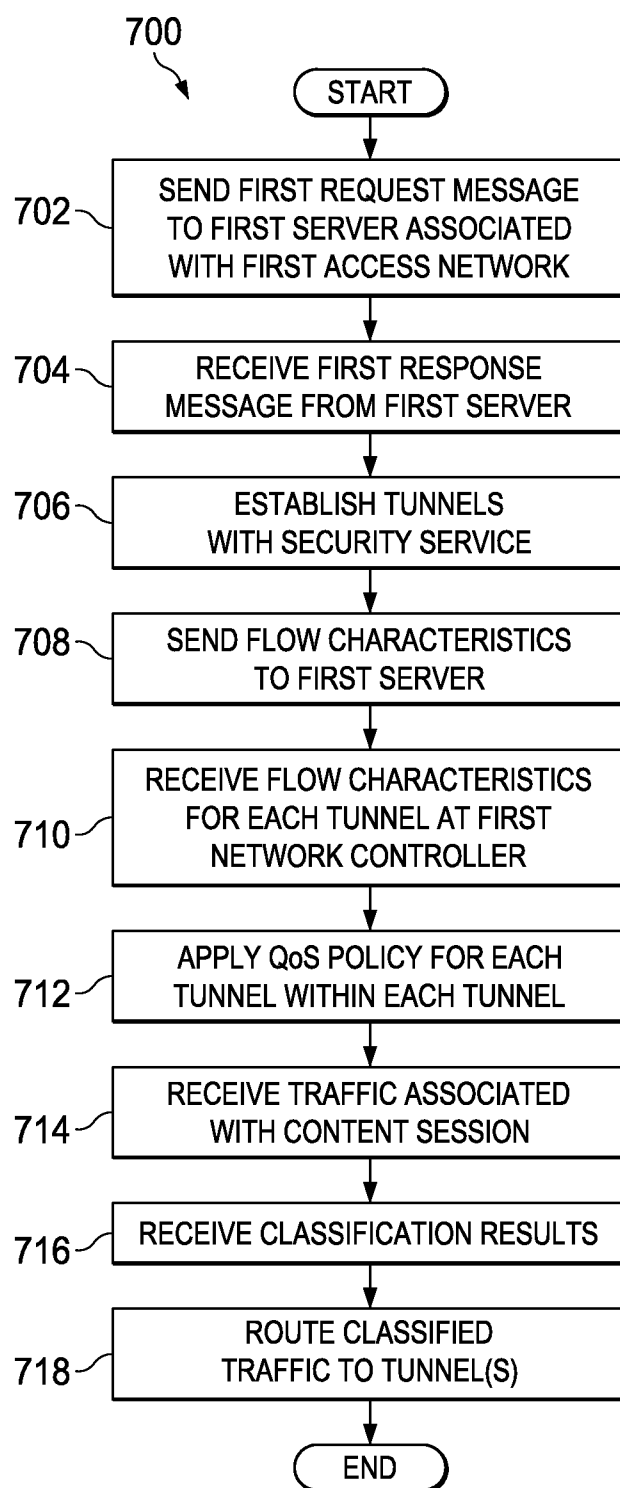 700
START
702
SEND FIRST REQUEST MESSAGE
TO FIRST SERVER ASSOCIATED
WITH FIRST ACCESS NETWORK
704
RECEIVE FIRST RESPONSE
MESSAGE FROM FIRST SERVER
706
ESTABLISH TUNNELS
WITH SECURITY SERVICE
708
SEND FLOW CHARACTERISTICS
TO FIRST SERVER
710
RECEIVE FLOW CHARACTERISTICS
FOR EACH TUNNEL AT FIRST
NETWORK CONTROLLER
712
APPLY QoS POLICY FOR EACH
TUNNEL WITHIN EACH TUNNEL
714
RECEIVE TRAFFIC ASSOCIATED
WITH CONTENT SESSION
716
RECEIVE CLASSIFICATION RESULTS
718
ROUTE CLASSIFIED
TRAFFIC TO TUNNEL(S)
END